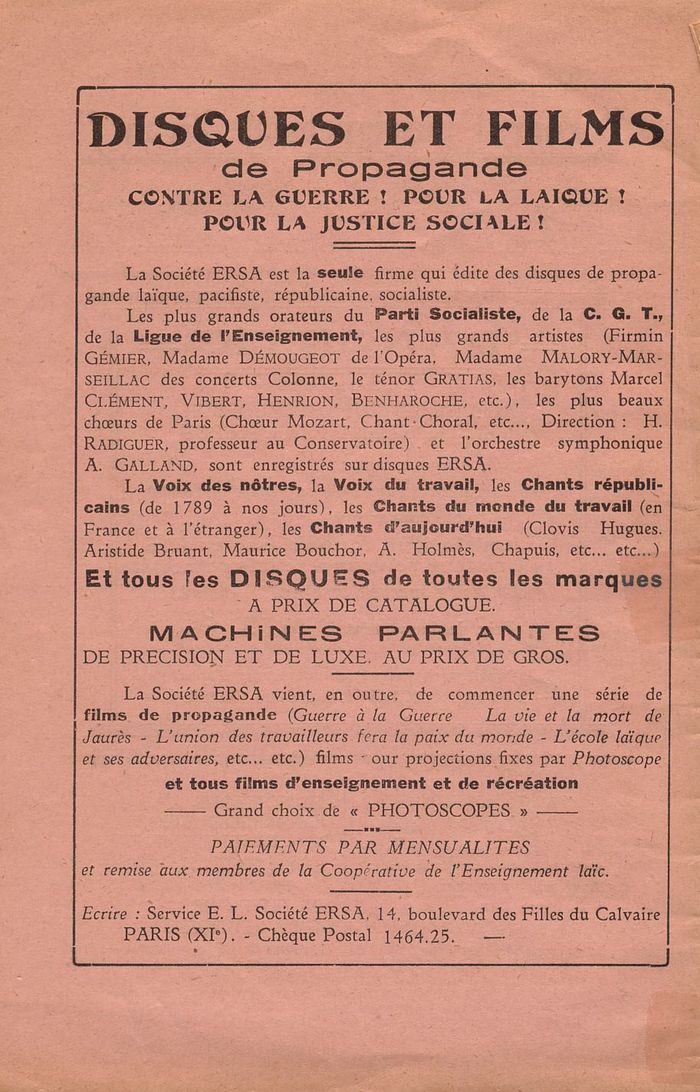 DISQUES ET FILMS
de Propagande
CONTRE LA GUERRE ! POUR LA LAIQUE !
POUR LA JUSTICE SOCIALE !
La Société ERSA est la seule firme qui édite des disques de propa-
gande laïque, pacifiste, républicaine, socialiste.
Les plus grands orateurs du Parti Socialiste, de la C. G. T.,
de la Ligue de l'Enseignement, les plus grands artistes (Firmin
GÉMIER, Madame DÉMOUGEOT de l'Opéra, Madame MALORY-MAR-
SEILLAC des concerts Colonne, le ténor GRATIAS, les barytons Marcel
CLÉMENT, VIBERT, HENRION, BENHAROCHE, etc.), les plus beaux
chœurs de Paris (Chœur Mozart, Chant-Choral, etc..., Direction : H.
RADIGUER, professeur au Conservatoire) et l'orchestre symphonique
A. GALLAND, sont enregistrés sur disques ERSA.
La Voix des nôtres, la Voix du travail, les Chants républi-
cains (de 1789 à nos jours), les Chants du monde du travail (en
France et à l'étranger), les Chants d'aujourd'hui (Clovis Hugues.
Aristide Bruant, Maurice Bouchor, A. Holmès, Chapuis, etc... etc...)
Et tous les DISQUES de toutes les marques
A PRIX DE CATALOGUE.
MACHiNES PARLANTES
DE PRECISION ET DE LUXE. AU PRIX DE GROS.
La Société ERSA vient, en outre, de commencer une série de
films de propagande (Guerre à la Guerre La vie et la mort de
Jaurès - L'union des travailleurs fera la paix du monde - L'école laïque
et ses adversaires, etc... etc.) films our projections fixes par Photoscope
et tous films d'enseignement et de récréation
Grand choix de « PHOTOSCOPES »
PAIEMENTS PAR MENSUALITES
et remise aux membres de la Coopérative de l'Enseignement laïc.
Ecrire : Service E. L. Société ERSA, 14, boulevard des Filles du Calvaire
PARIS (XIe). - Chèque Postal 1464.25. —